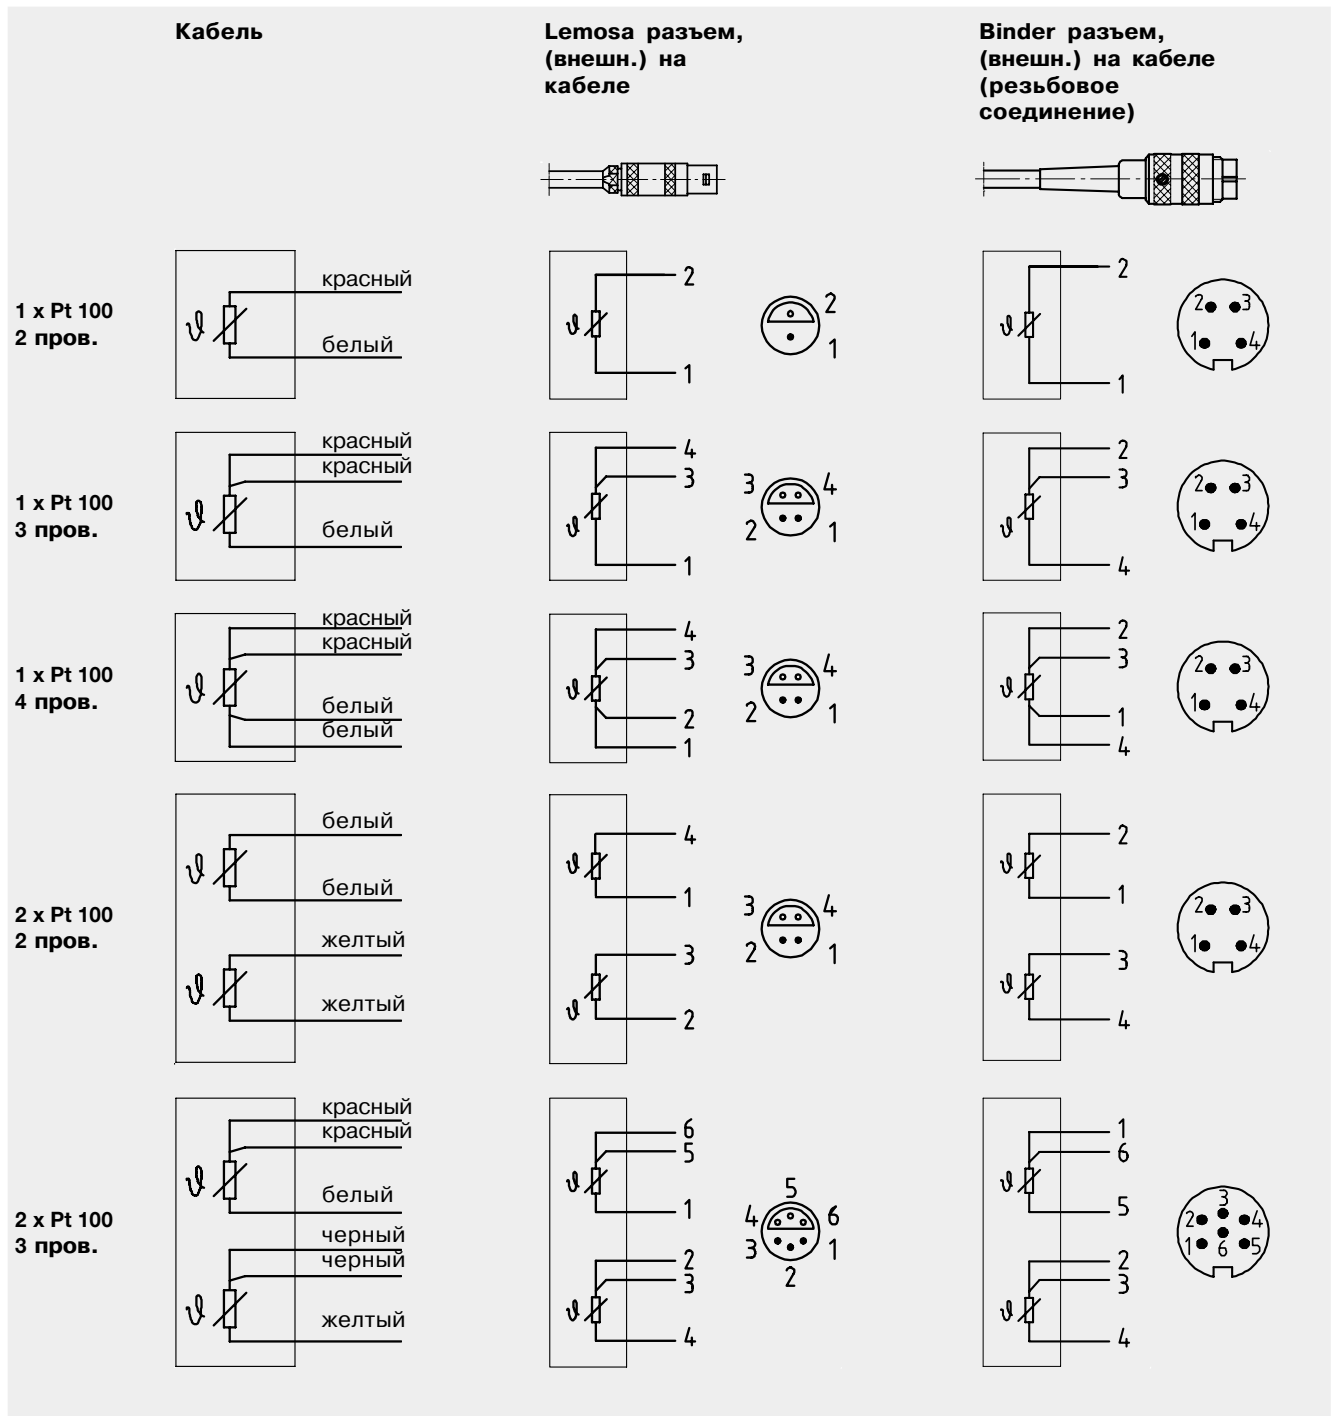 Кабель
Lemosa разъем,
(внешн.) на
кабеле
Binder разъем,
(внешн.) на кабеле
(резьбовое
соединение)
1 x Pt 100
2 пров.
красный
белый
2
1
2
1
2
1
2 3
1 4
1 x Pt 100
3 пров.
красный
красный
белый
4
3
1
3 4
2 1
2
3
4
2 3
1 4
1 x Pt 100
4 пров.
красный
красный
белый
белый
4
3
2
1
3 4
2 1
2
3
1
4
2 3
1 4
2 x Pt 100
2 пров.
белый
белый
желтый
желтый
4
1
3
2
3 4
2 1
2
1
3
4
2 3
1 4
2 x Pt 100
3 пров.
красный
красный
белый
черный
черный
желтый
6
5
1
2
3
4
5
4 6
3 1
2
1
6
5
2
3
4
3
2 4
1 6 5